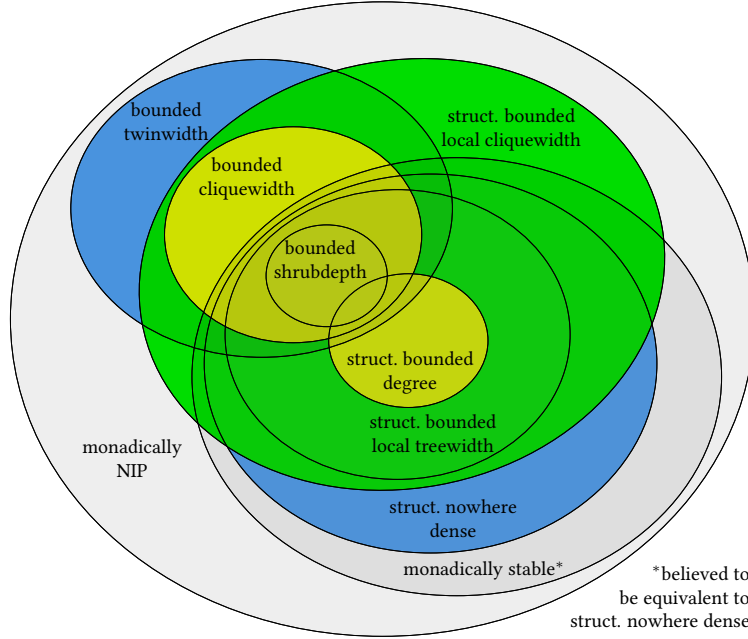 bounded
twinwidth
struct. bounded
local cliquewidth
bounded
cliquewidth
bounded
shrubdepth
struct. bounded
degree
struct. bounded
local treewidth
monadically
NIP
struct. nowhere
dense
monadically stable*
*believed to
be equivalent to
struct. nowhere dense